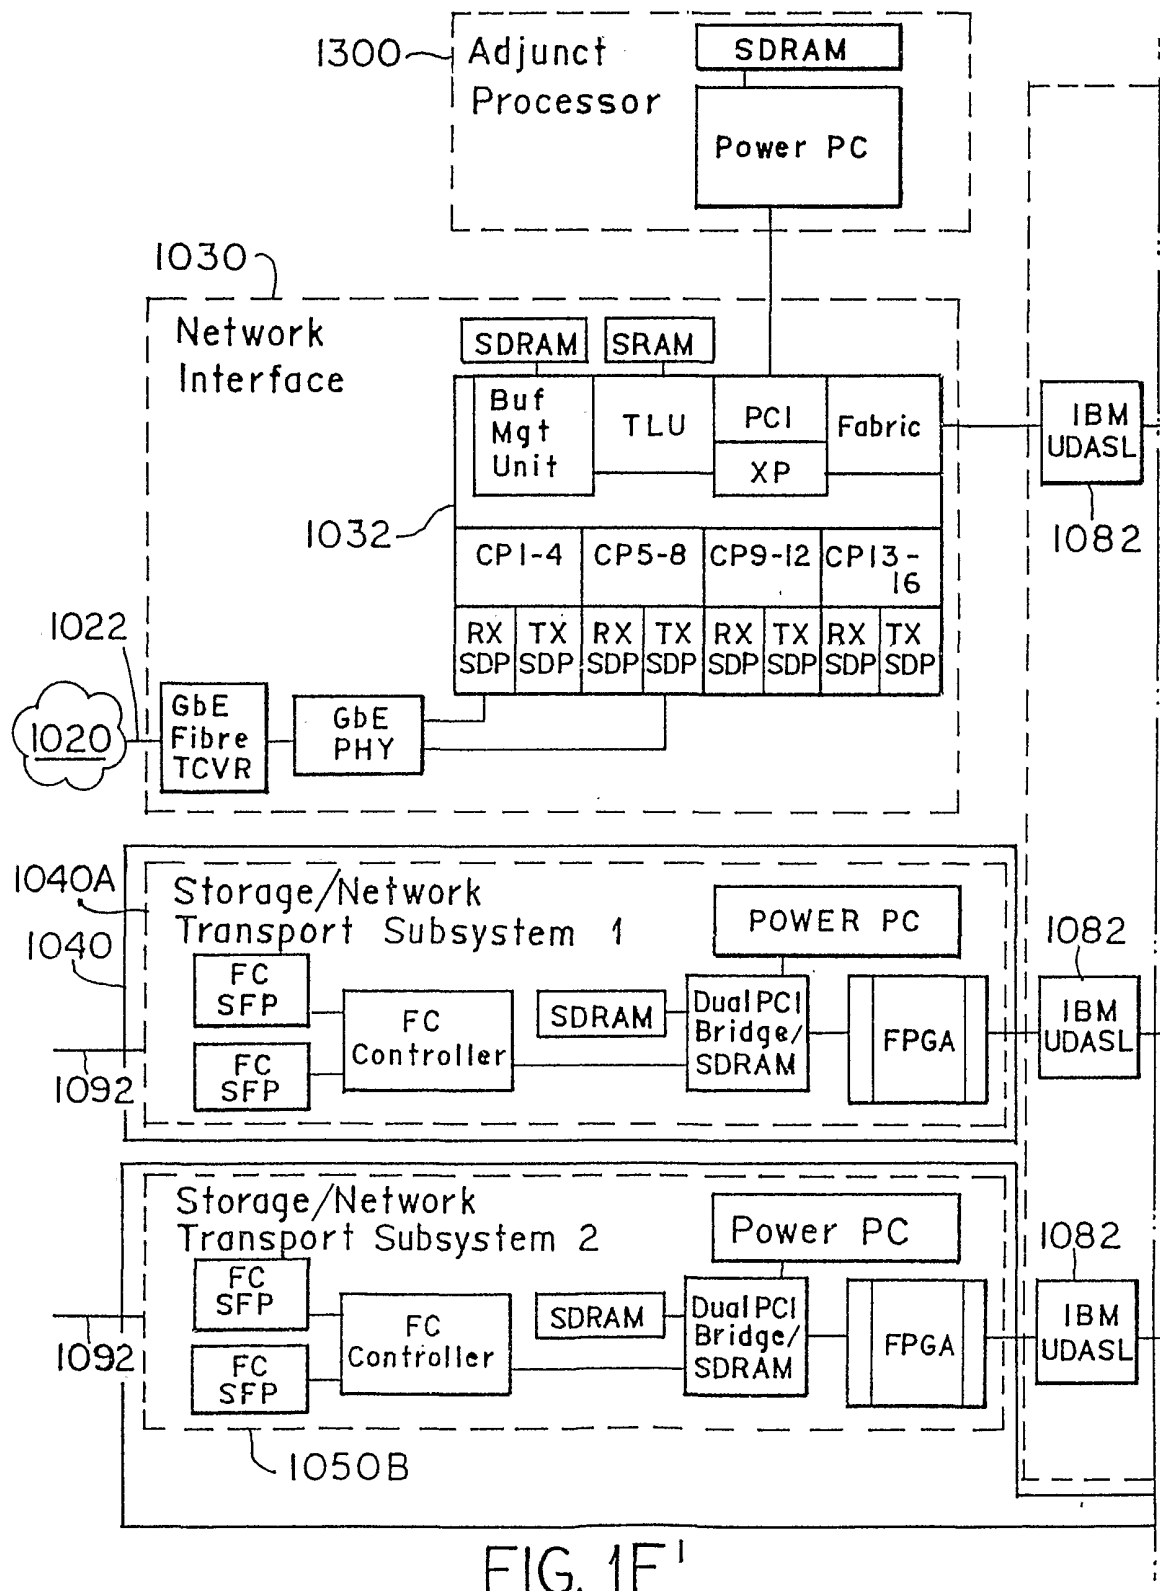 1300
Adjunct
Processor
SDRAM
Power PC
1030
Network
Interface
SDRAM
SRAM
Buf
Mgt
Unit
TLU
PCI
XP
Fabric
IBM
UDASL
1082
1032
CP1-4
CP5-8
CP9-12
CP13-
16
RX
SDP
TX
SDP
RX
SDP
TX
SDP
RX
SDP
TX
SDP
RX
SDP
TX
SDP
1022
1020
GbE
Fibre
TCVR
GbE
PHY
1040A
1040
Storage/Network
Transport Subsystem 1
POWER PC
FC
SFP
FC
SFP
FC
Controller
SDRAM
Dual PCI
Bridge/
SDRAM
FPGA
1082
IBM
UDASL
1092
Storage/Network
Transport Subsystem 2
Power PC
FC
SFP
FC
SFP
FC
Controller
SDRAM
Dual PCI
Bridge/
SDRAM
FPGA
1082
IBM
UDASL
1092
1050B
FIG. 1F'